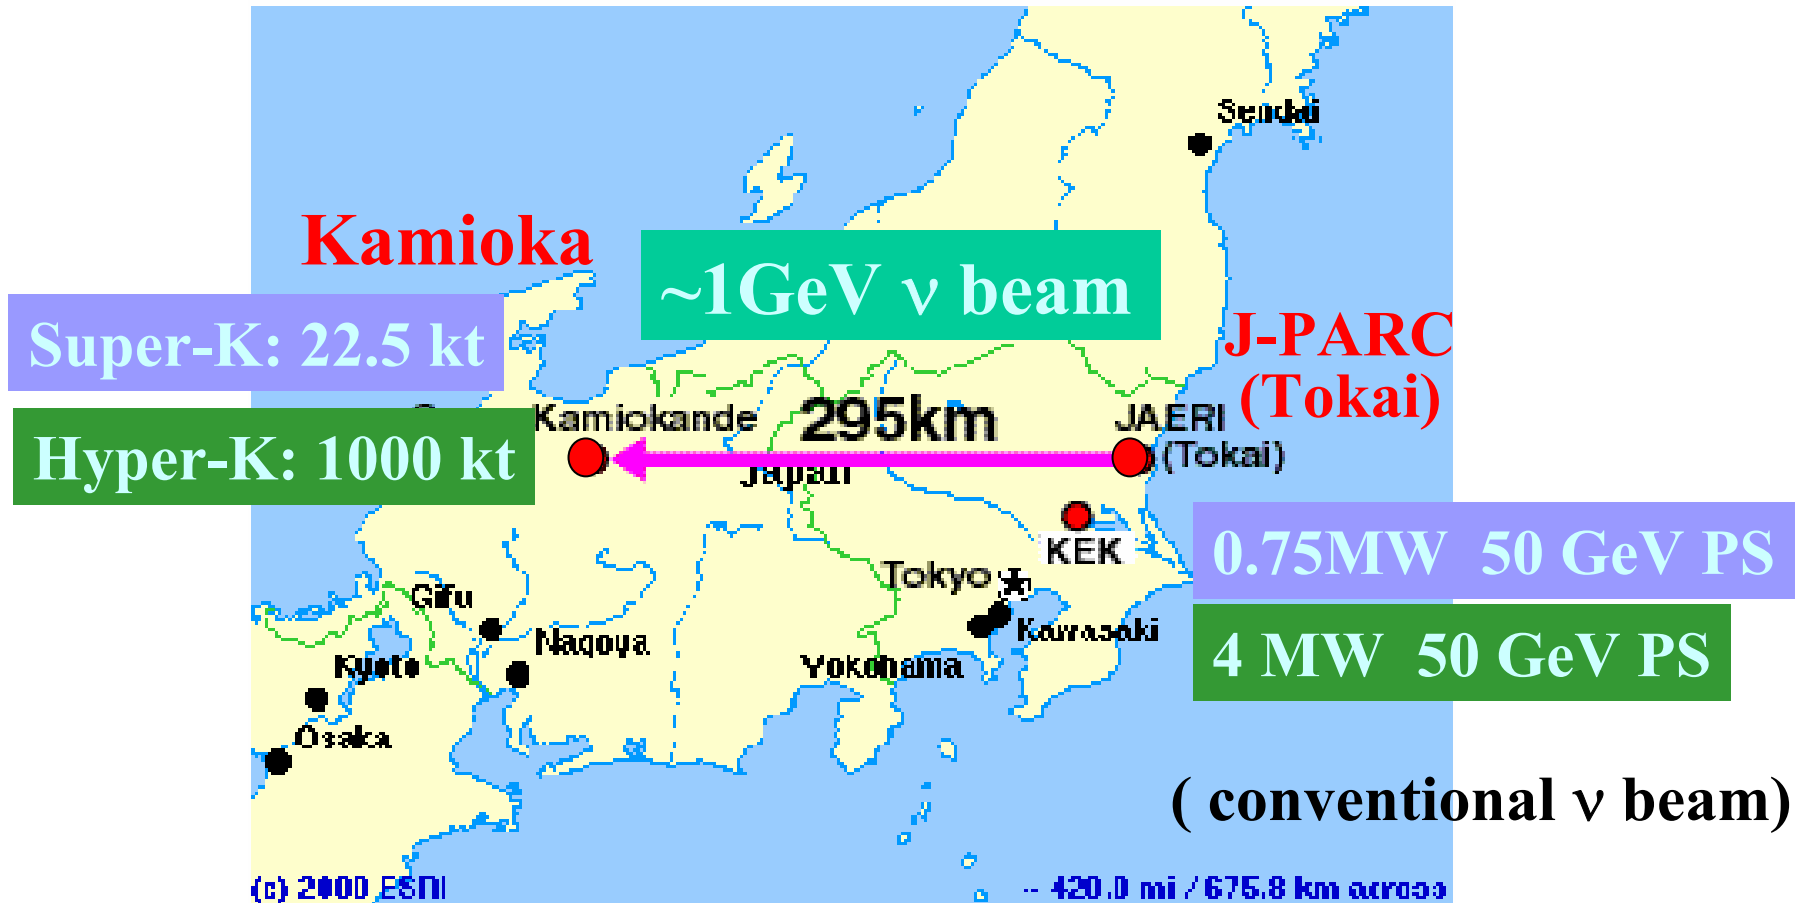 Sendai
Kamioka
~1GeV ν beam
Super-K: 22.5 kt
J-PARC
(Tokai)
Kamiokande
295km
JAERI
(Tokai)
Hyper-K: 1000 kt
Japan
KEK
0.75MW 50 GeV PS
Tokyo
Gifu
Nagoya
Kawasaki
4 MW 50 GeV PS
Kyoto
Yokohama
Osaka
( conventional ν beam)
(c) 2000 ESRI
-- 420.0 mi / 675.8 km across